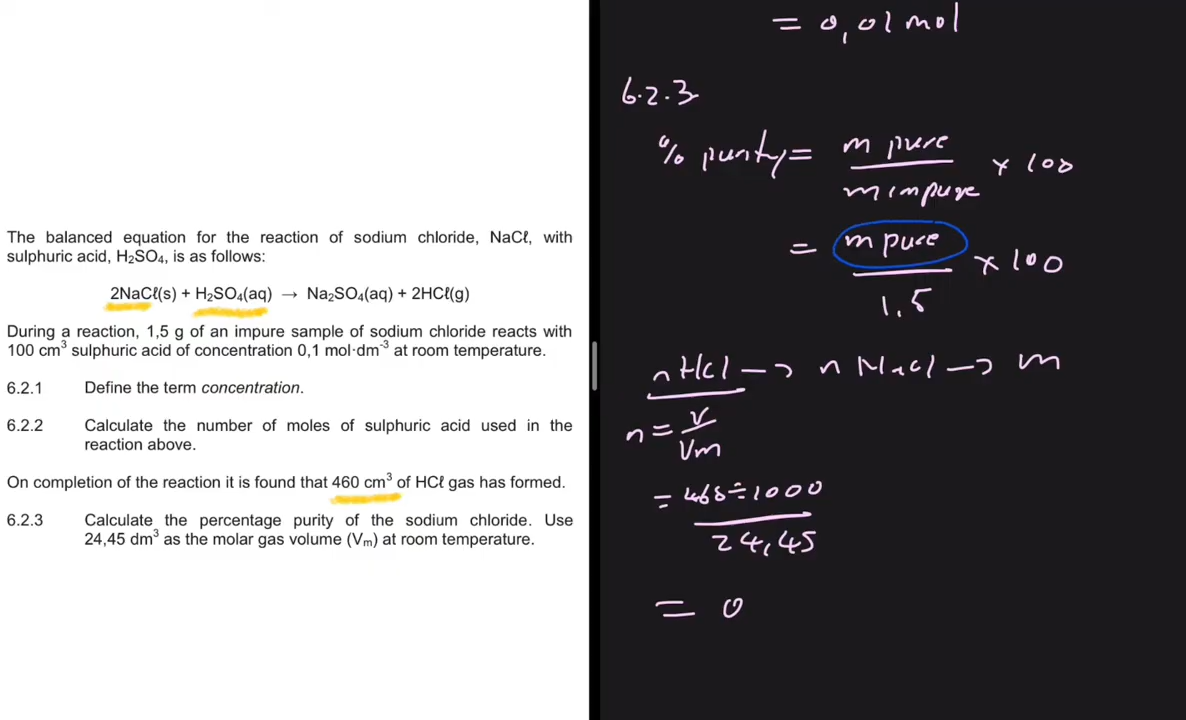 The balanced equation for the reaction of sodium chloride, NaCℓ, with
sulphuric acid, H₂SO₄, is as follows:
2NaCℓ(s) + H₂SO₄(aq) → Na₂SO₄(aq) + 2HCℓ(g)
During a reaction, 1,5 g of an impure sample of sodium chloride reacts with
100 cm³ sulphuric acid of concentration 0,1 mol·dm⁻³ at room temperature.
6.2.1 Define the term concentration.
6.2.2 Calculate the number of moles of sulphuric acid used in the
reaction above.
On completion of the reaction it is found that 460 cm³ of HCℓ gas has formed.
6.2.3 Calculate the percentage purity of the sodium chloride. Use
24,45 dm³ as the molar gas volume (Vₘ) at room temperature.
= 0,01 mol
6.2.3
% purity = m pure / m impure × 100
= m pure / 1,5 × 100
nHCl → n NaCl → m
n = V / Vm
= 460 ÷ 1000 / 24,45
= 0